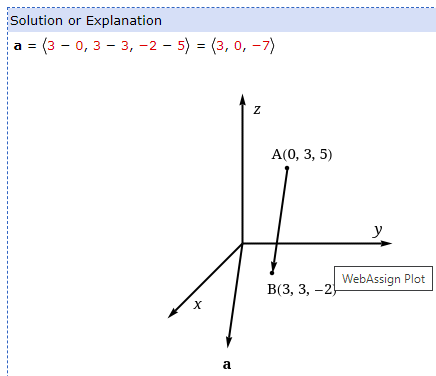 Solution or Explanation
a = ⟨3 − 0, 3 − 3, −2 − 5⟩ = ⟨3, 0, −7⟩
z
A(0, 3, 5)
y
WebAssign Plot
B(3, 3, −2)
x
a